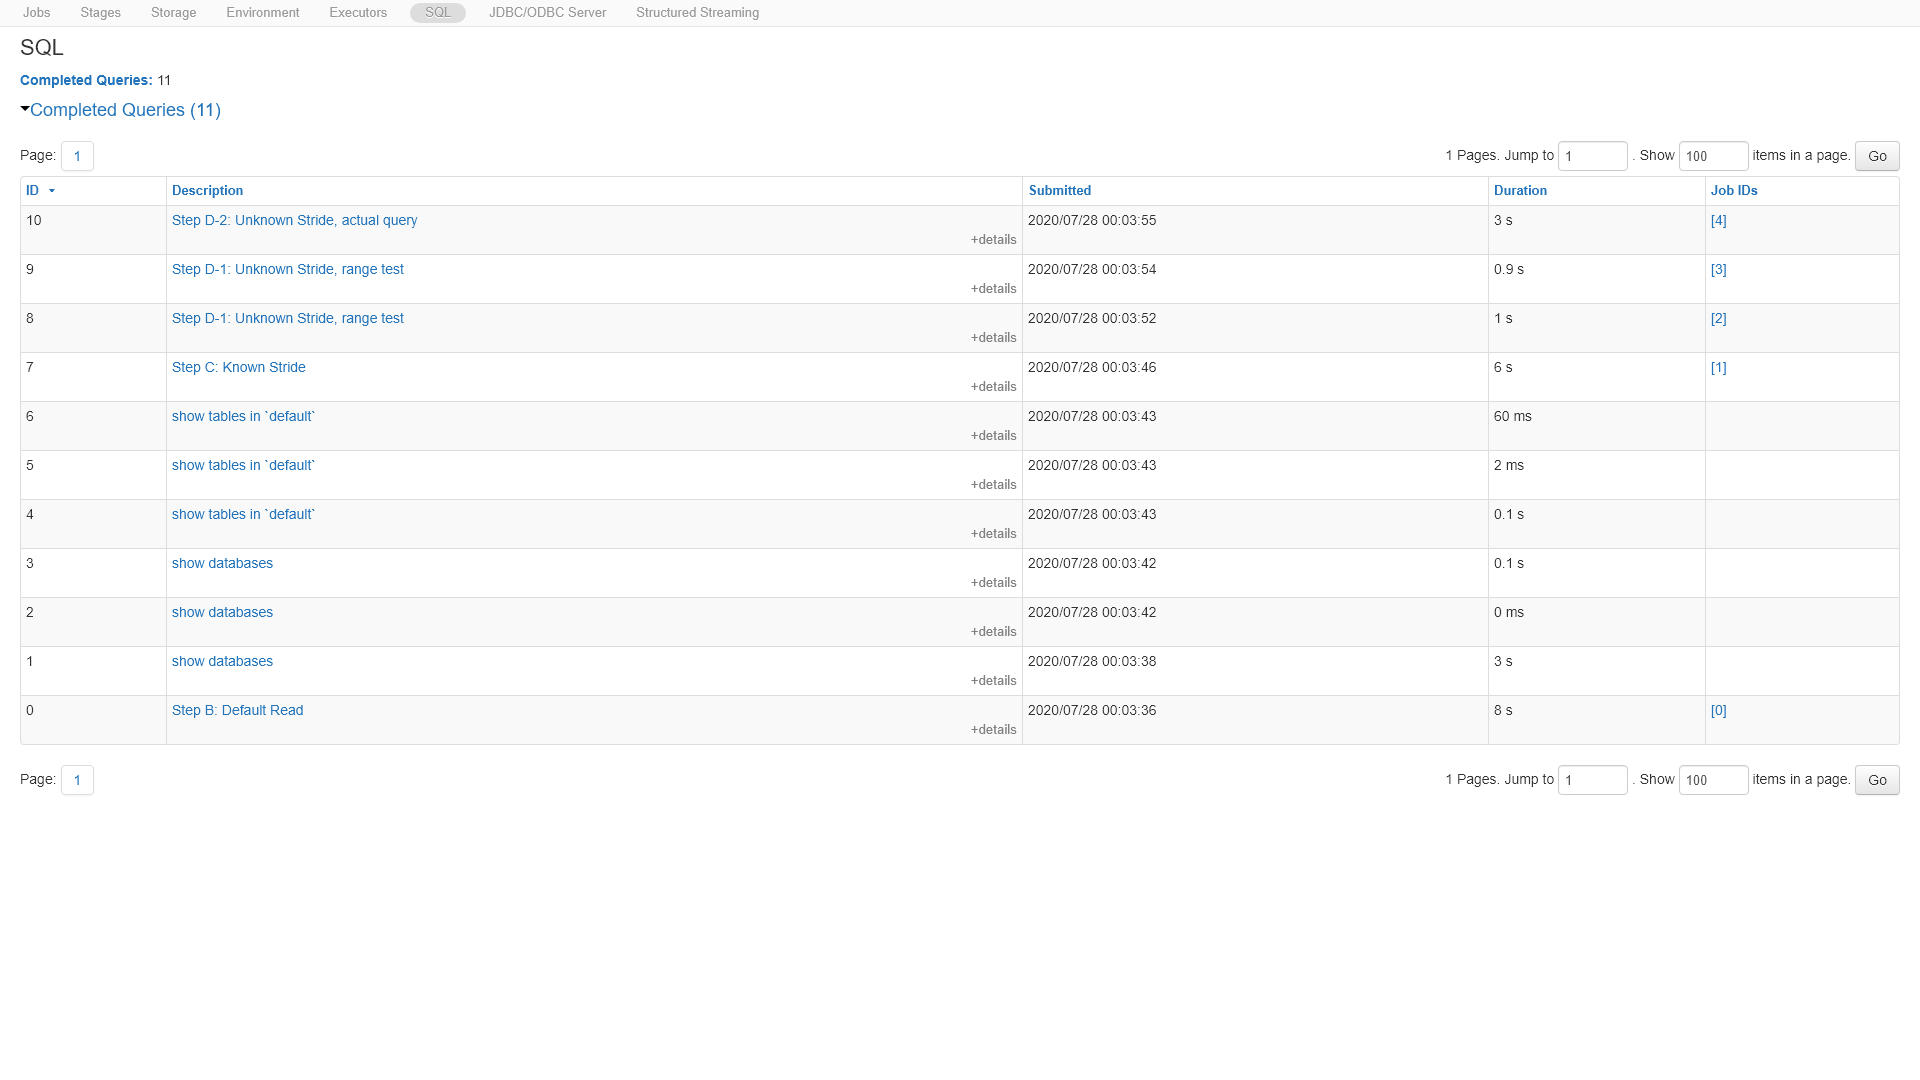 Jobs Stages Storage Environment Executors SQL JDBC/ODBC Server Structured Streaming
SQL
Completed Queries: 11
Completed Queries (11)
Page: 1 1 Pages. Jump to 1 . Show 100 items in a page. Go
ID Description Submitted Duration Job IDs
10 Step D-2: Unknown Stride, actual query 2020/07/28 00:03:55 3 s [4]
+details
9 Step D-1: Unknown Stride, range test 2020/07/28 00:03:54 0.9 s [3]
+details
8 Step D-1: Unknown Stride, range test 2020/07/28 00:03:52 1 s [2]
+details
7 Step C: Known Stride 2020/07/28 00:03:46 6 s [1]
+details
6 show tables in `default` 2020/07/28 00:03:43 60 ms
+details
5 show tables in `default` 2020/07/28 00:03:43 2 ms
+details
4 show tables in `default` 2020/07/28 00:03:43 0.1 s
+details
3 show databases 2020/07/28 00:03:42 0.1 s
+details
2 show databases 2020/07/28 00:03:42 0 ms
+details
1 show databases 2020/07/28 00:03:38 3 s
+details
0 Step B: Default Read 2020/07/28 00:03:36 8 s [0]
+details
Page: 1 1 Pages. Jump to 1 . Show 100 items in a page. Go